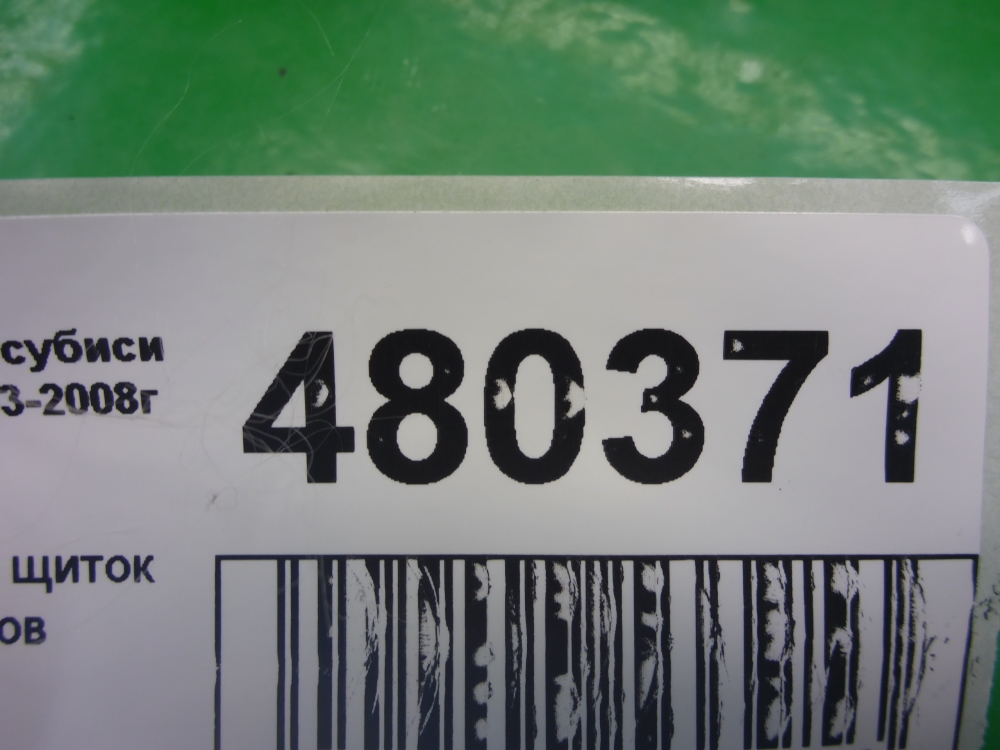 субиси
3-2008г
480371
щиток
ов